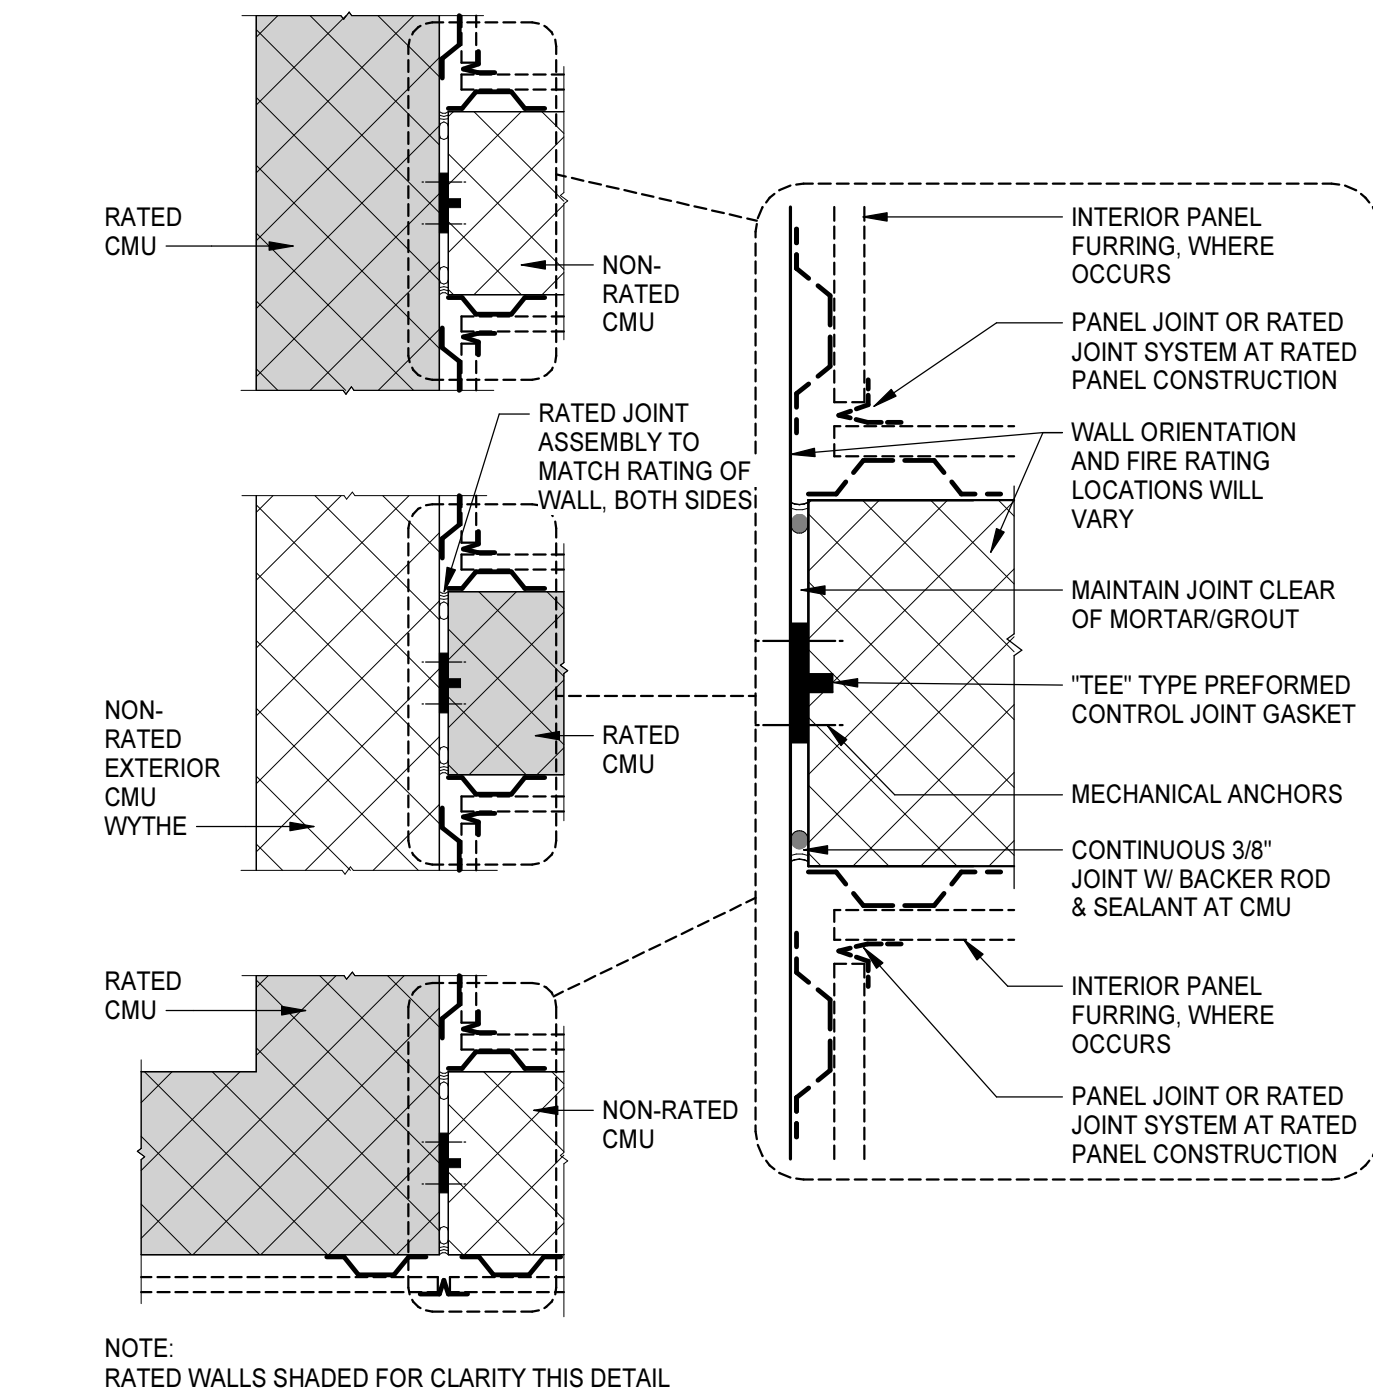 RATED
CMU
NON-
RATED
CMU
RATED JOINT
ASSEMBLY TO
MATCH RATING OF
WALL, BOTH SIDES
NON-
RATED
EXTERIOR
CMU
WYTHE
RATED
CMU
RATED
CMU
NON-RATED
CMU
INTERIOR PANEL
FURRING, WHERE
OCCURS
PANEL JOINT OR RATED
JOINT SYSTEM AT RATED
PANEL CONSTRUCTION
WALL ORIENTATION
AND FIRE RATING
LOCATIONS WILL
VARY
MAINTAIN JOINT CLEAR
OF MORTAR/GROUT
"TEE" TYPE PREFORMED
CONTROL JOINT GASKET
MECHANICAL ANCHORS
CONTINUOUS 3/8"
JOINT W/ BACKER ROD
& SEALANT AT CMU
INTERIOR PANEL
FURRING, WHERE
OCCURS
PANEL JOINT OR RATED
JOINT SYSTEM AT RATED
PANEL CONSTRUCTION
NOTE:
RATED WALLS SHADED FOR CLARITY THIS DETAIL